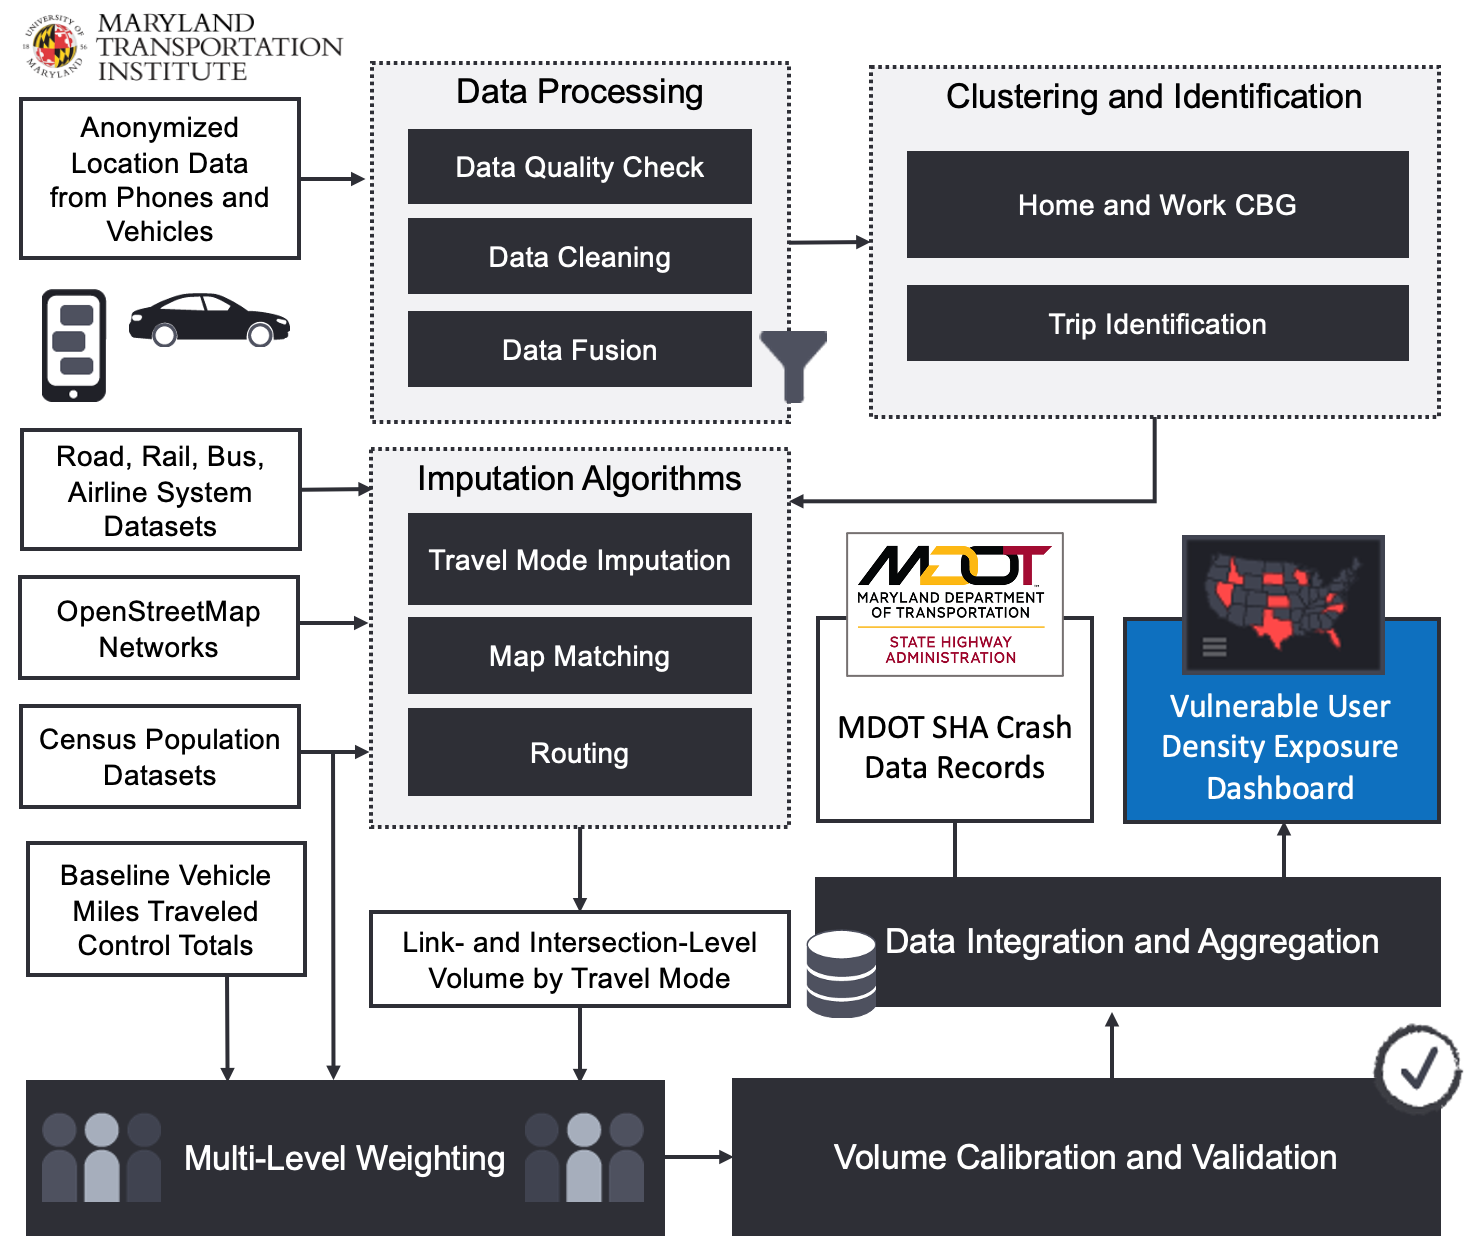 UNIVERSITY OF
18 56
MARYLAND
MARYLAND
TRANSPORTATION
INSTITUTE
Anonymized
Location Data
from Phones and
Vehicles
Data Processing
Data Quality Check
Data Cleaning
Data Fusion
Clustering and Identification
Home and Work CBG
Trip Identification
Road, Rail, Bus,
Airline System
Datasets
OpenStreetMap
Networks
Census Population
Datasets
Baseline Vehicle
Miles Traveled
Control Totals
Imputation Algorithms
Travel Mode Imputation
Map Matching
Routing
Link- and Intersection-Level
Volume by Travel Mode
MDOT
MARYLAND DEPARTMENT
OF TRANSPORTATION
STATE HIGHWAY
ADMINISTRATION
MDOT SHA Crash
Data Records
Vulnerable User
Density Exposure
Dashboard
Data Integration and Aggregation
Multi-Level Weighting
Volume Calibration and Validation